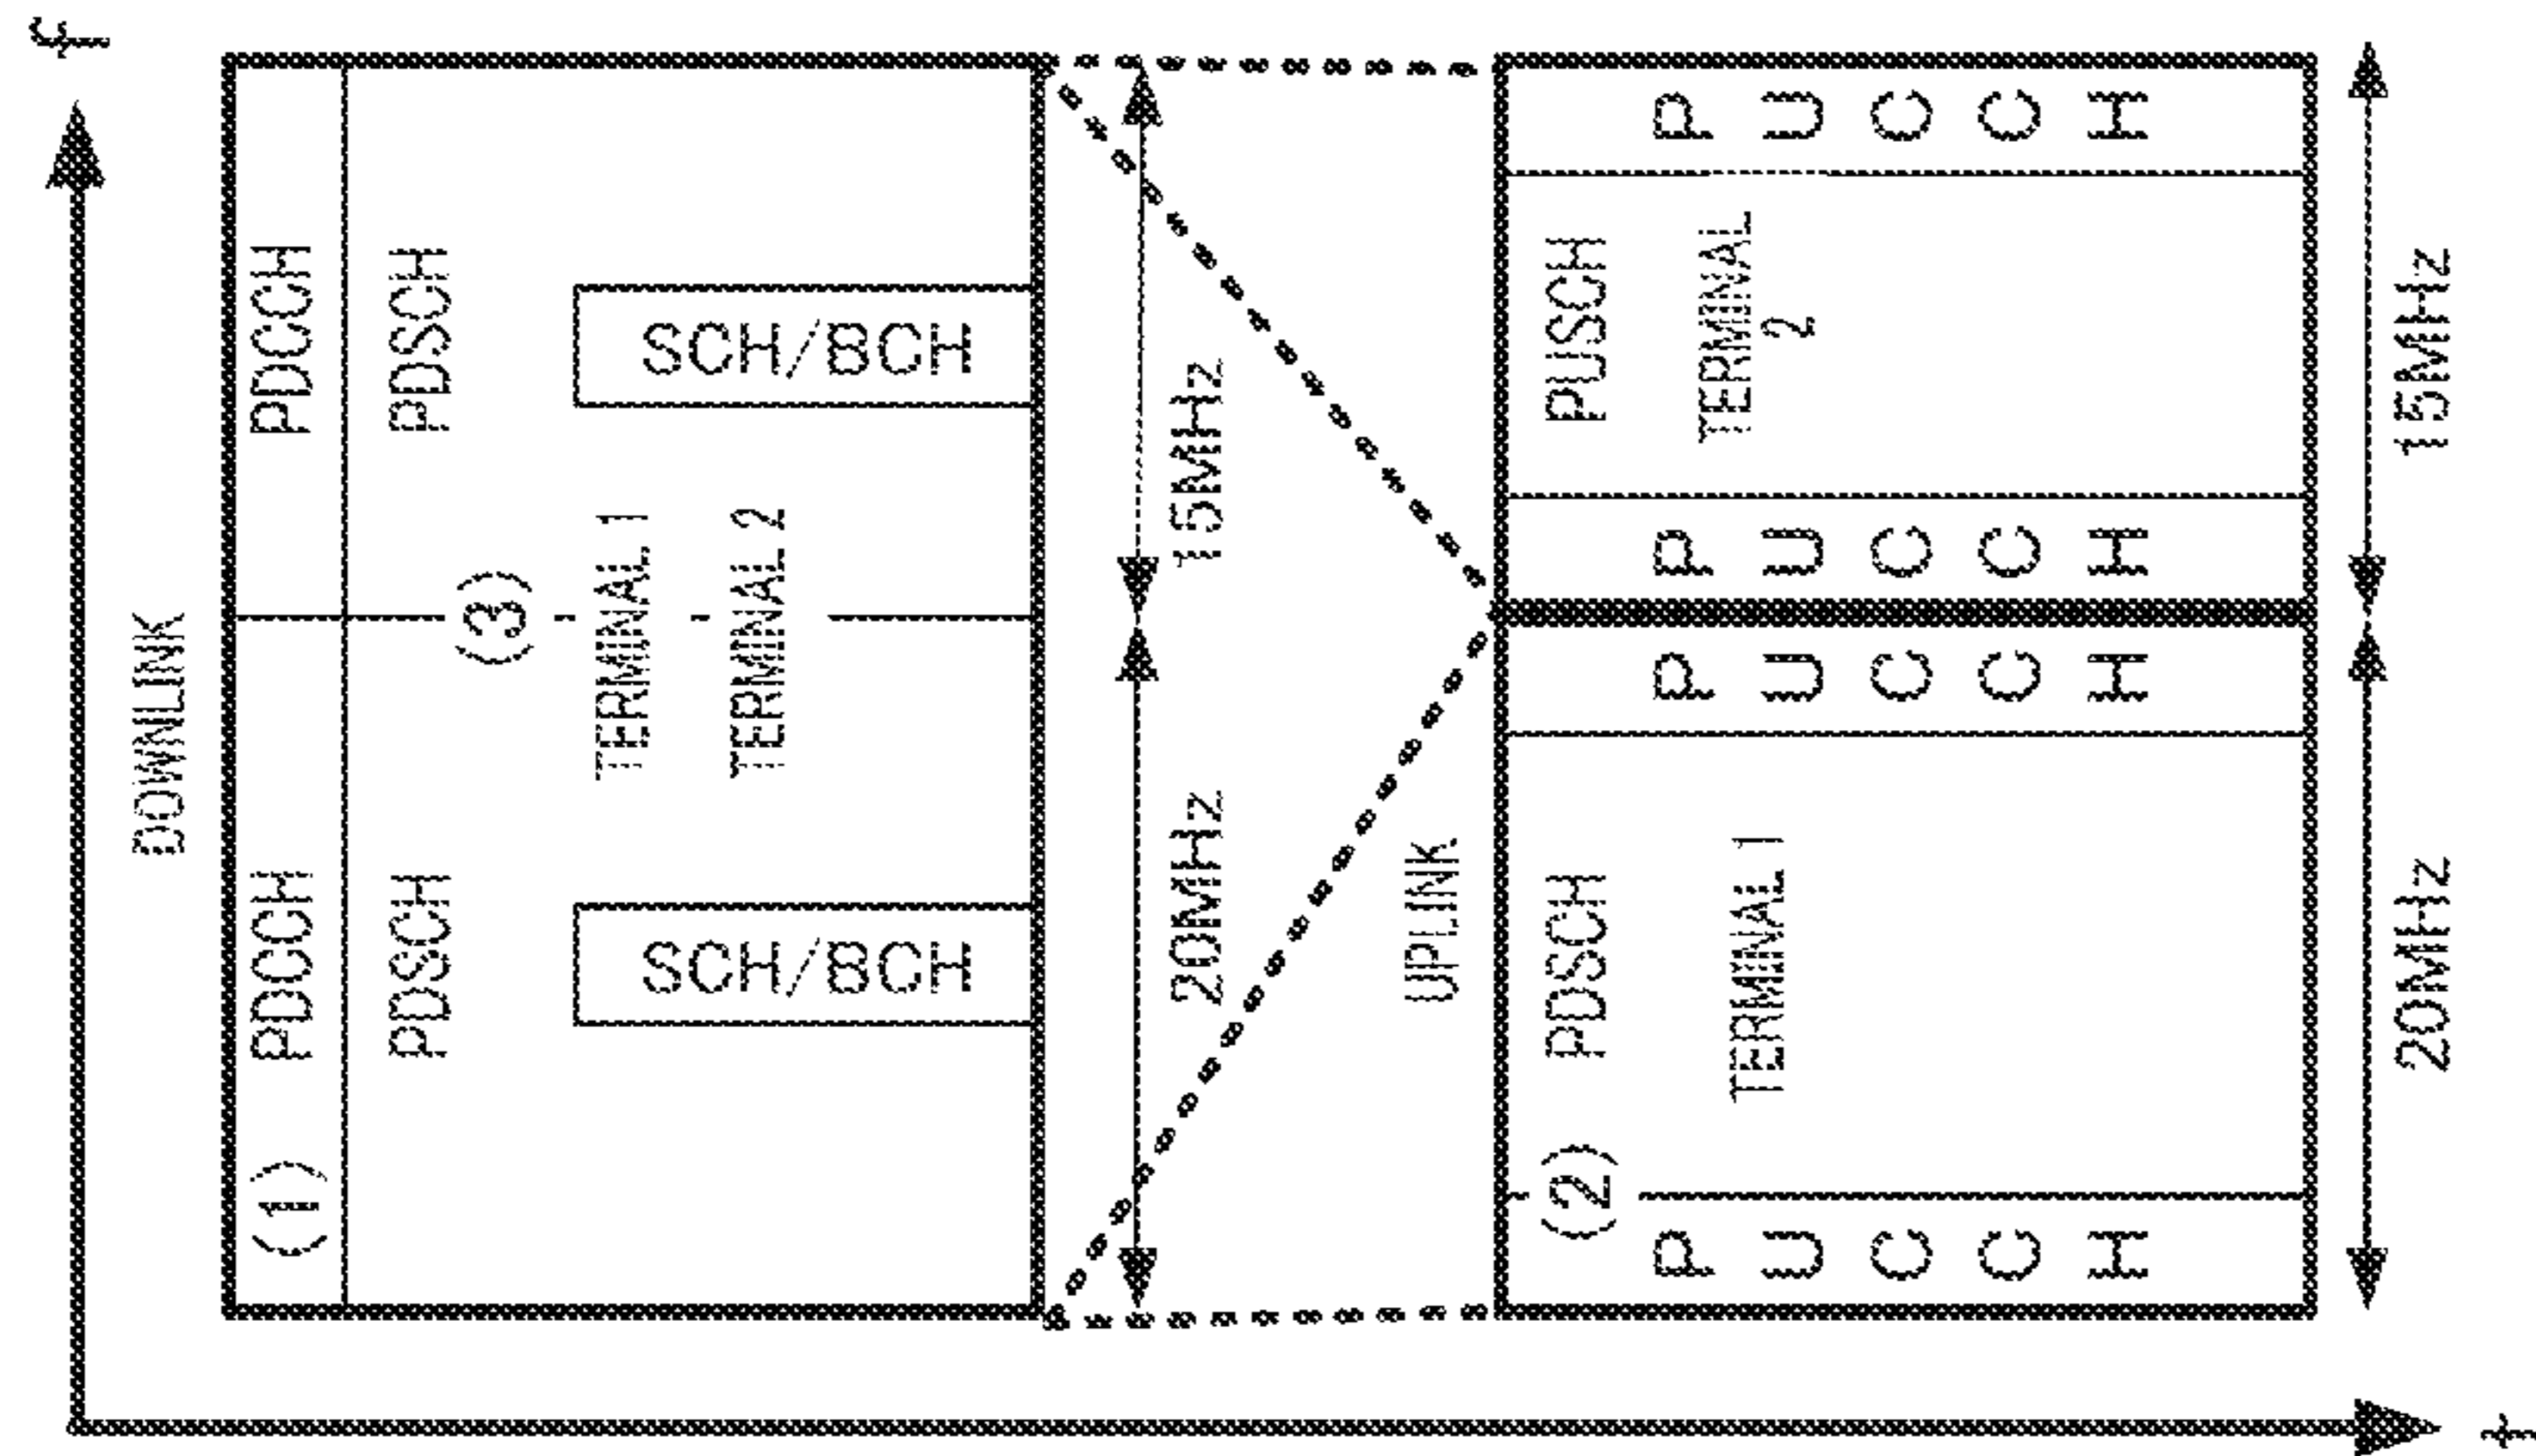 f
DOWNLINK
(1) PDCCH
PDCCH
PDSCH
PDSCH
(3)
TERMINAL 1
TERMINAL 2
SCH/BCH
SCH/BCH
20MHz
15MHz
UPLINK
(2) PDSCH
PUSCH
TERMINAL 1
TERMINAL
2
PUCCH
PUCCH
PUCCH
PUCCH
20MHz
15MHz
t